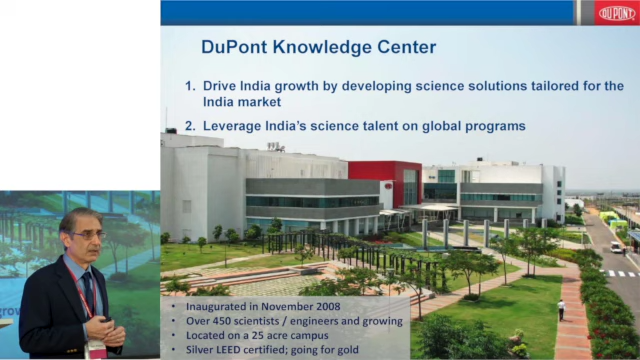 DUPONT
DuPont Knowledge Center
1. Drive India growth by developing science solutions tailored for the
India market
2. Leverage India's science talent on global programs
• Inaugurated in November 2008
• Over 450 scientists / engineers and growing
• Located on a 25 acre campus
• Silver LEED certified; going for gold